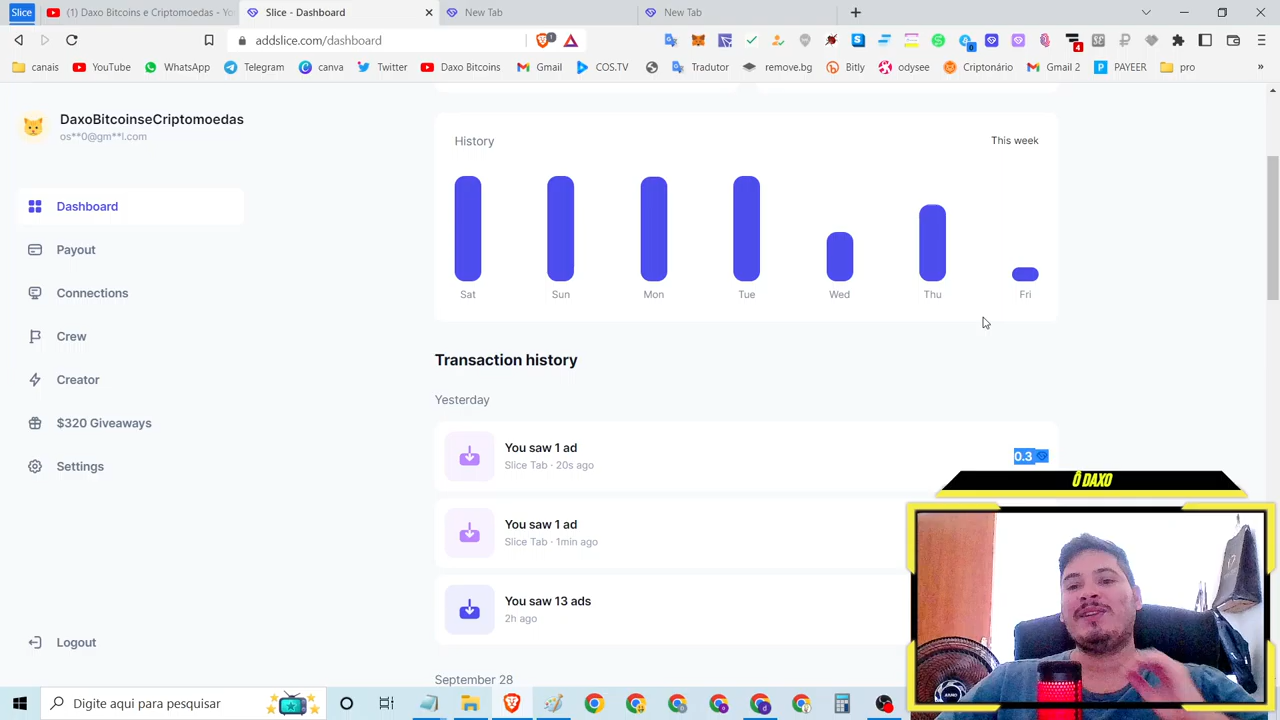 Slice
(1) Daxo Bitcoins e Criptomoedas - Yo
Slice - Dashboard
New Tab
New Tab
addslice.com/dashboard
canais
YouTube
WhatsApp
Telegram
canva
Twitter
Daxo Bitcoins
Gmail
COS.TV
Tradutor
remove.bg
Bitly
odysee
Criptonário
Gmail 2
PAYEER
pro
DaxoBitcoinseCriptomoedas
os**0@gm**l.com
Dashboard
Payout
Connections
Crew
Creator
$320 Giveaways
Settings
Logout
History
This week
Sat
Sun
Mon
Tue
Wed
Thu
Fri
Transaction history
Yesterday
You saw 1 ad
Slice Tab · 20s ago
0.3
You saw 1 ad
Slice Tab · 1min ago
You saw 13 ads
2h ago
September 28
Ô DAXO
Digite aqui para pesquisar